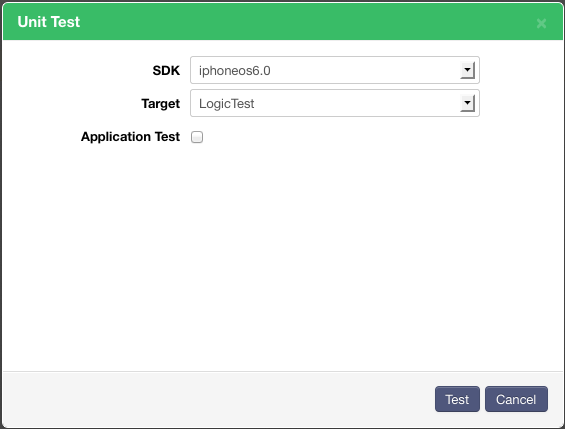 Unit Test ×
SDK iphoneos6.0
Target LogicTest
Application Test
Test Cancel